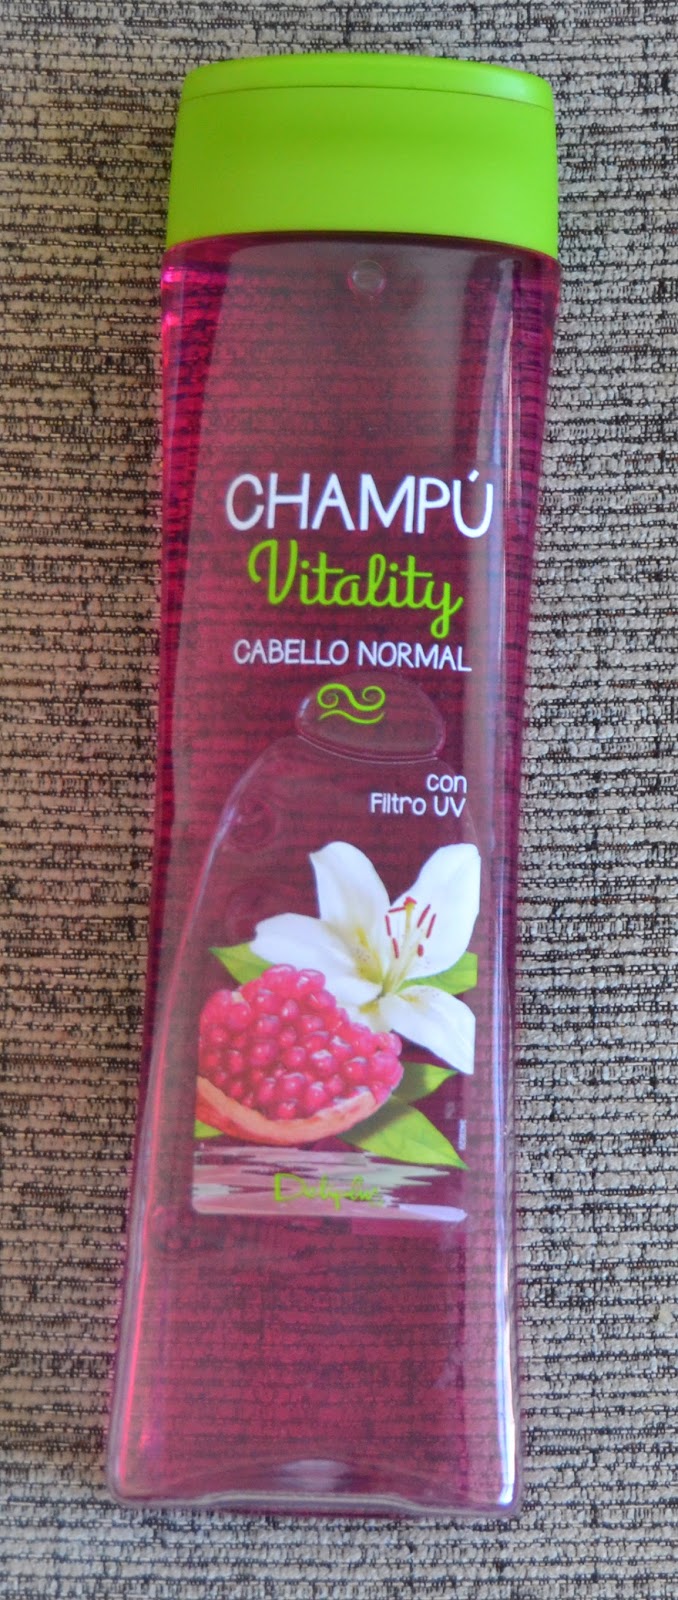 CHAMPÚ
Vitality
CABELLO NORMAL
con
Filtro UV
Deliplus